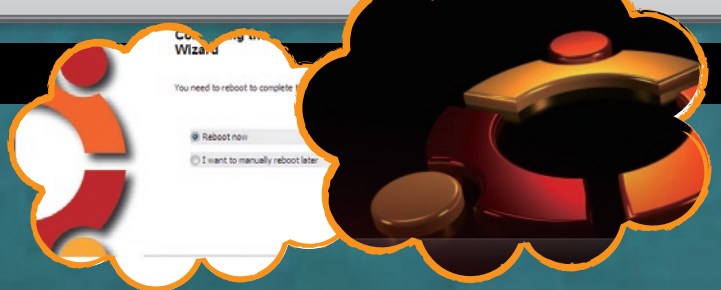 Wizard
You need to reboot to complete
Reboot now
I want to manually reboot later